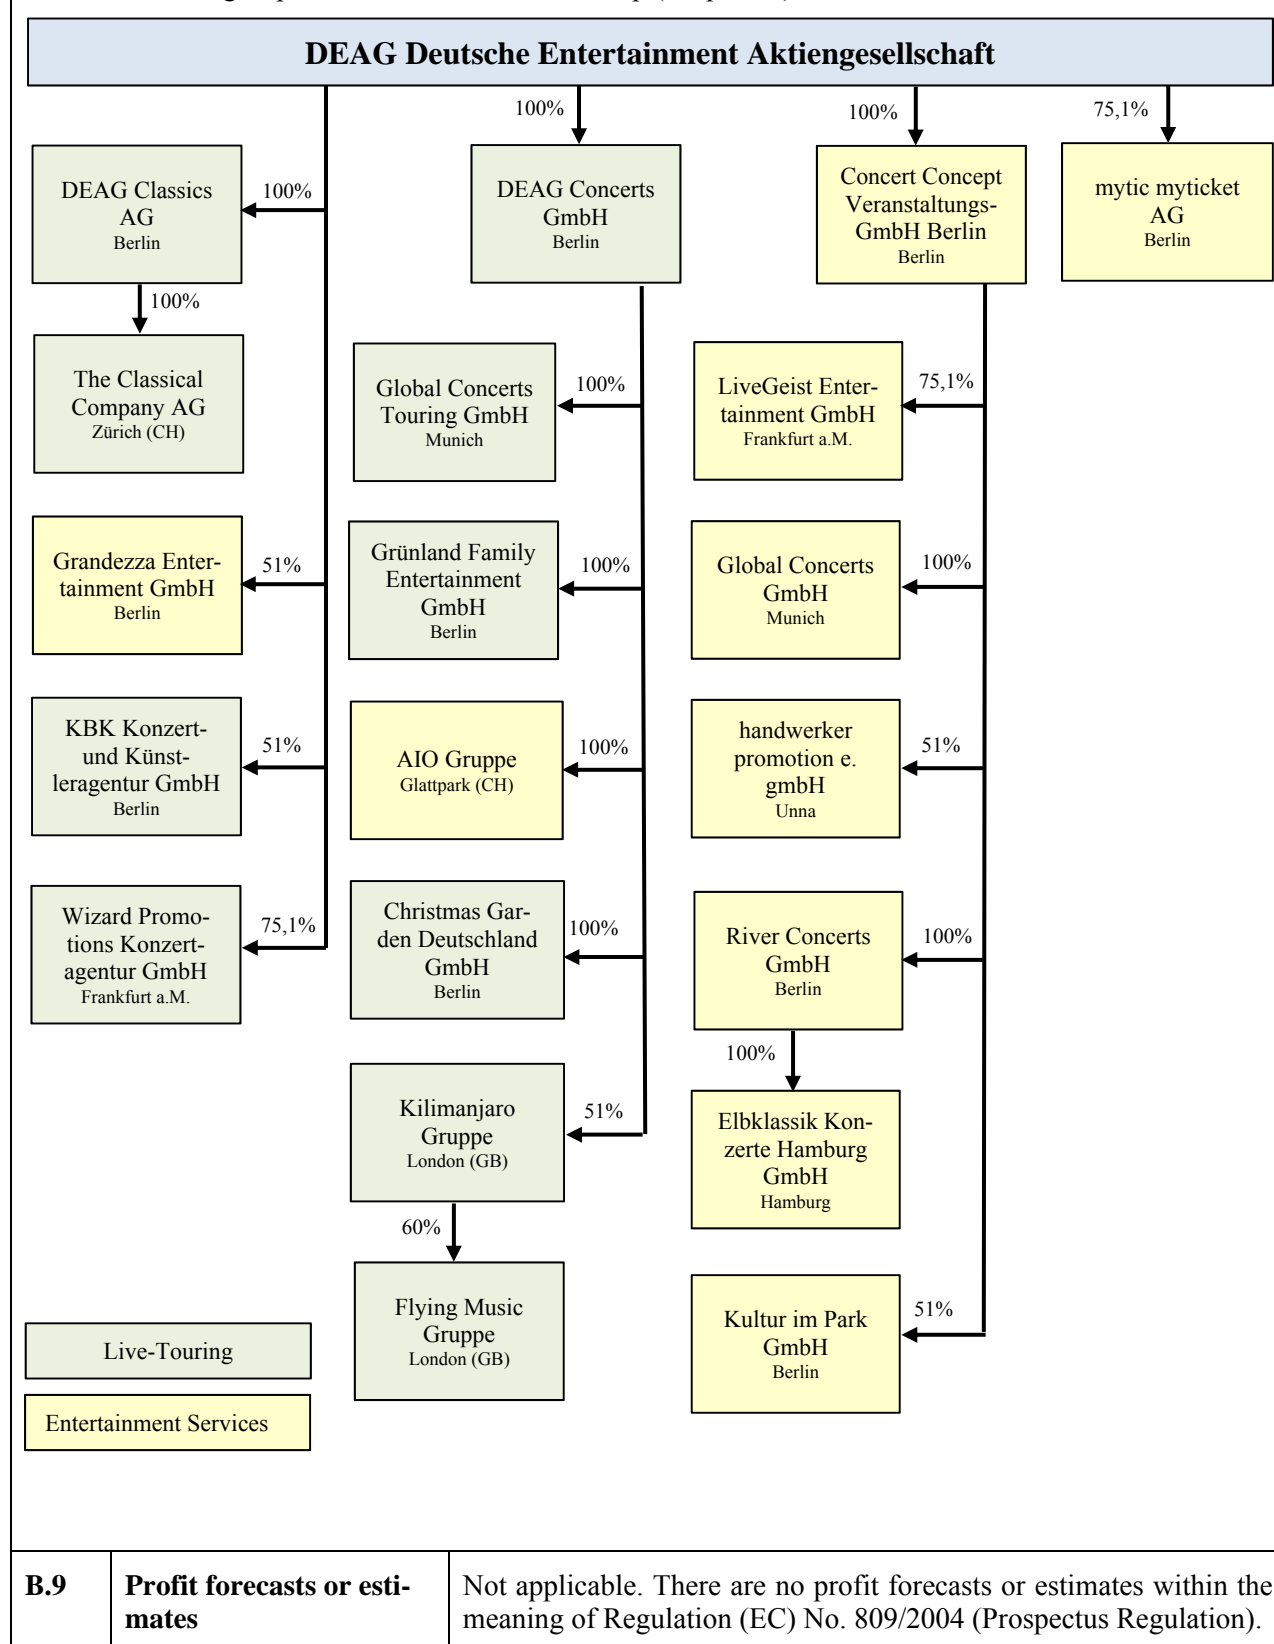 DEAG Deutsche Entertainment Aktiengesellschaft
100%
100%
75,1%
DEAG Classics
AG
Berlin
100%
DEAG Concerts
GmbH
Berlin
Concert Concept
Veranstaltungs-
GmbH Berlin
Berlin
mytic myticket
AG
Berlin
100%
The Classical
Company AG
Zürich (CH)
Global Concerts
Touring GmbH
Munich
100%
LiveGeist Enter-
tainment GmbH
Frankfurt a.M.
75,1%
Grandezza Enter-
tainment GmbH
Berlin
51%
Grünland Family
Entertainment
GmbH
Berlin
100%
Global Concerts
GmbH
Munich
100%
KBK Konzert-
und Künst-
leragentur GmbH
Berlin
51%
AIO Gruppe
Glattpark (CH)
100%
handwerker
promotion e.
gmbH
Unna
51%
Wizard Promo-
tions Konzert-
agentur GmbH
Frankfurt a.M.
75,1%
Christmas Gar-
den Deutschland
GmbH
Berlin
100%
River Concerts
GmbH
Berlin
100%
100%
Kilimanjaro
Gruppe
London (GB)
51%
Elbklassik Kon-
zerte Hamburg
GmbH
Hamburg
60%
Flying Music
Gruppe
London (GB)
Kultur im Park
GmbH
Berlin
51%
Live-Touring
Entertainment Services
B.9
Profit forecasts or esti-
mates
Not applicable. There are no profit forecasts or estimates within the
meaning of Regulation (EC) No. 809/2004 (Prospectus Regulation).